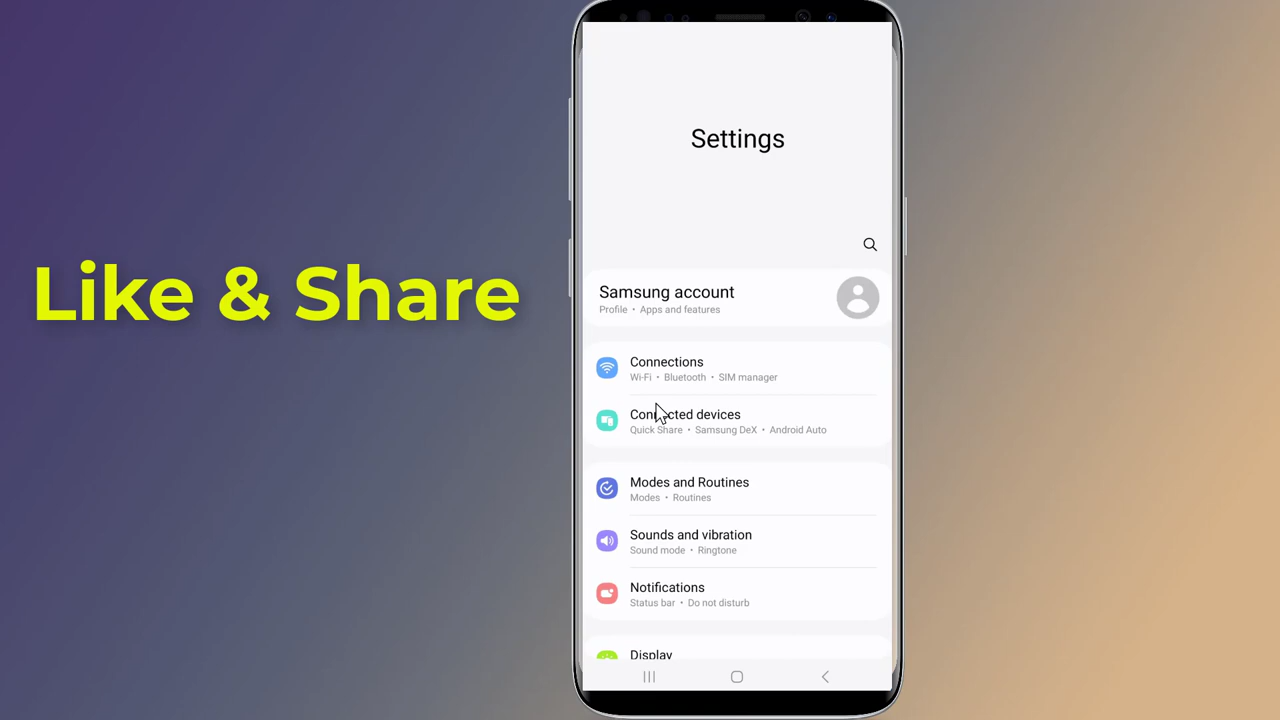 Like & Share
Settings
Samsung account
Profile • Apps and features
Connections
Wi-Fi • Bluetooth • SIM manager
Connected devices
Quick Share • Samsung DeX • Android Auto
Modes and Routines
Modes • Routines
Sounds and vibration
Sound mode • Ringtone
Notifications
Status bar • Do not disturb
Display